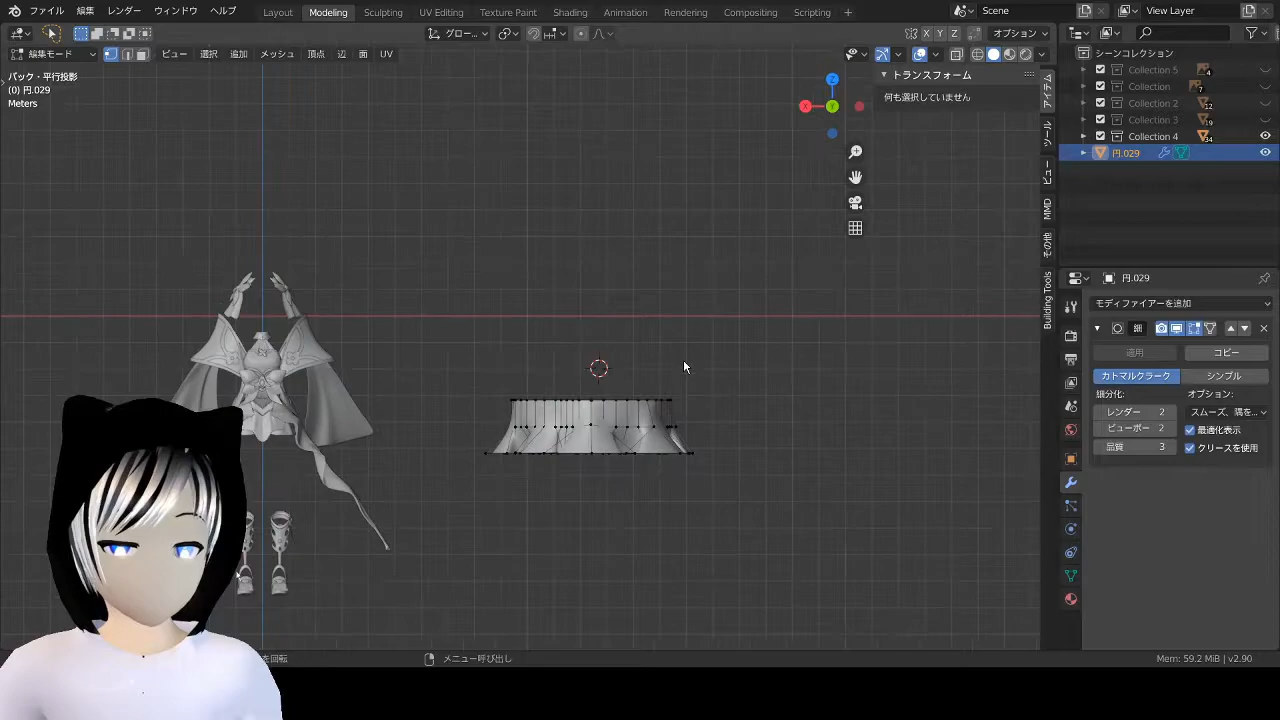 ファイル 編集 レンダー ウィンドウ ヘルプ Layout Modeling Sculpting UV Editing Texture Paint Shading Animation Rendering Compositing Scripting + Scene View Layer
グロー... X Y Z オプション
編集モード ビュー 選択 追加 メッシュ 頂点 辺 面 UV
バック・平行投影
(0) 円.029
Meters
X Z Y
トランスフォーム
何も選択していません
アイテム
ツール
ビュー
MMD
その他
Building Tools
シーンコレクション
Collection 5 4
Collection 7
Collection 2 12
Collection 3 19
Collection 4 34
円.029
円.029
モディファイアーを追加
細
適用 コピー
カトマルクラーク シンプル
細分化: オプション:
レンダー 2 スムーズ、隅を...
ビューポー 2 最適化表示
品質 3 クリースを使用
を回転 メニュー呼び出し Mem: 59.2 MiB | v2.90